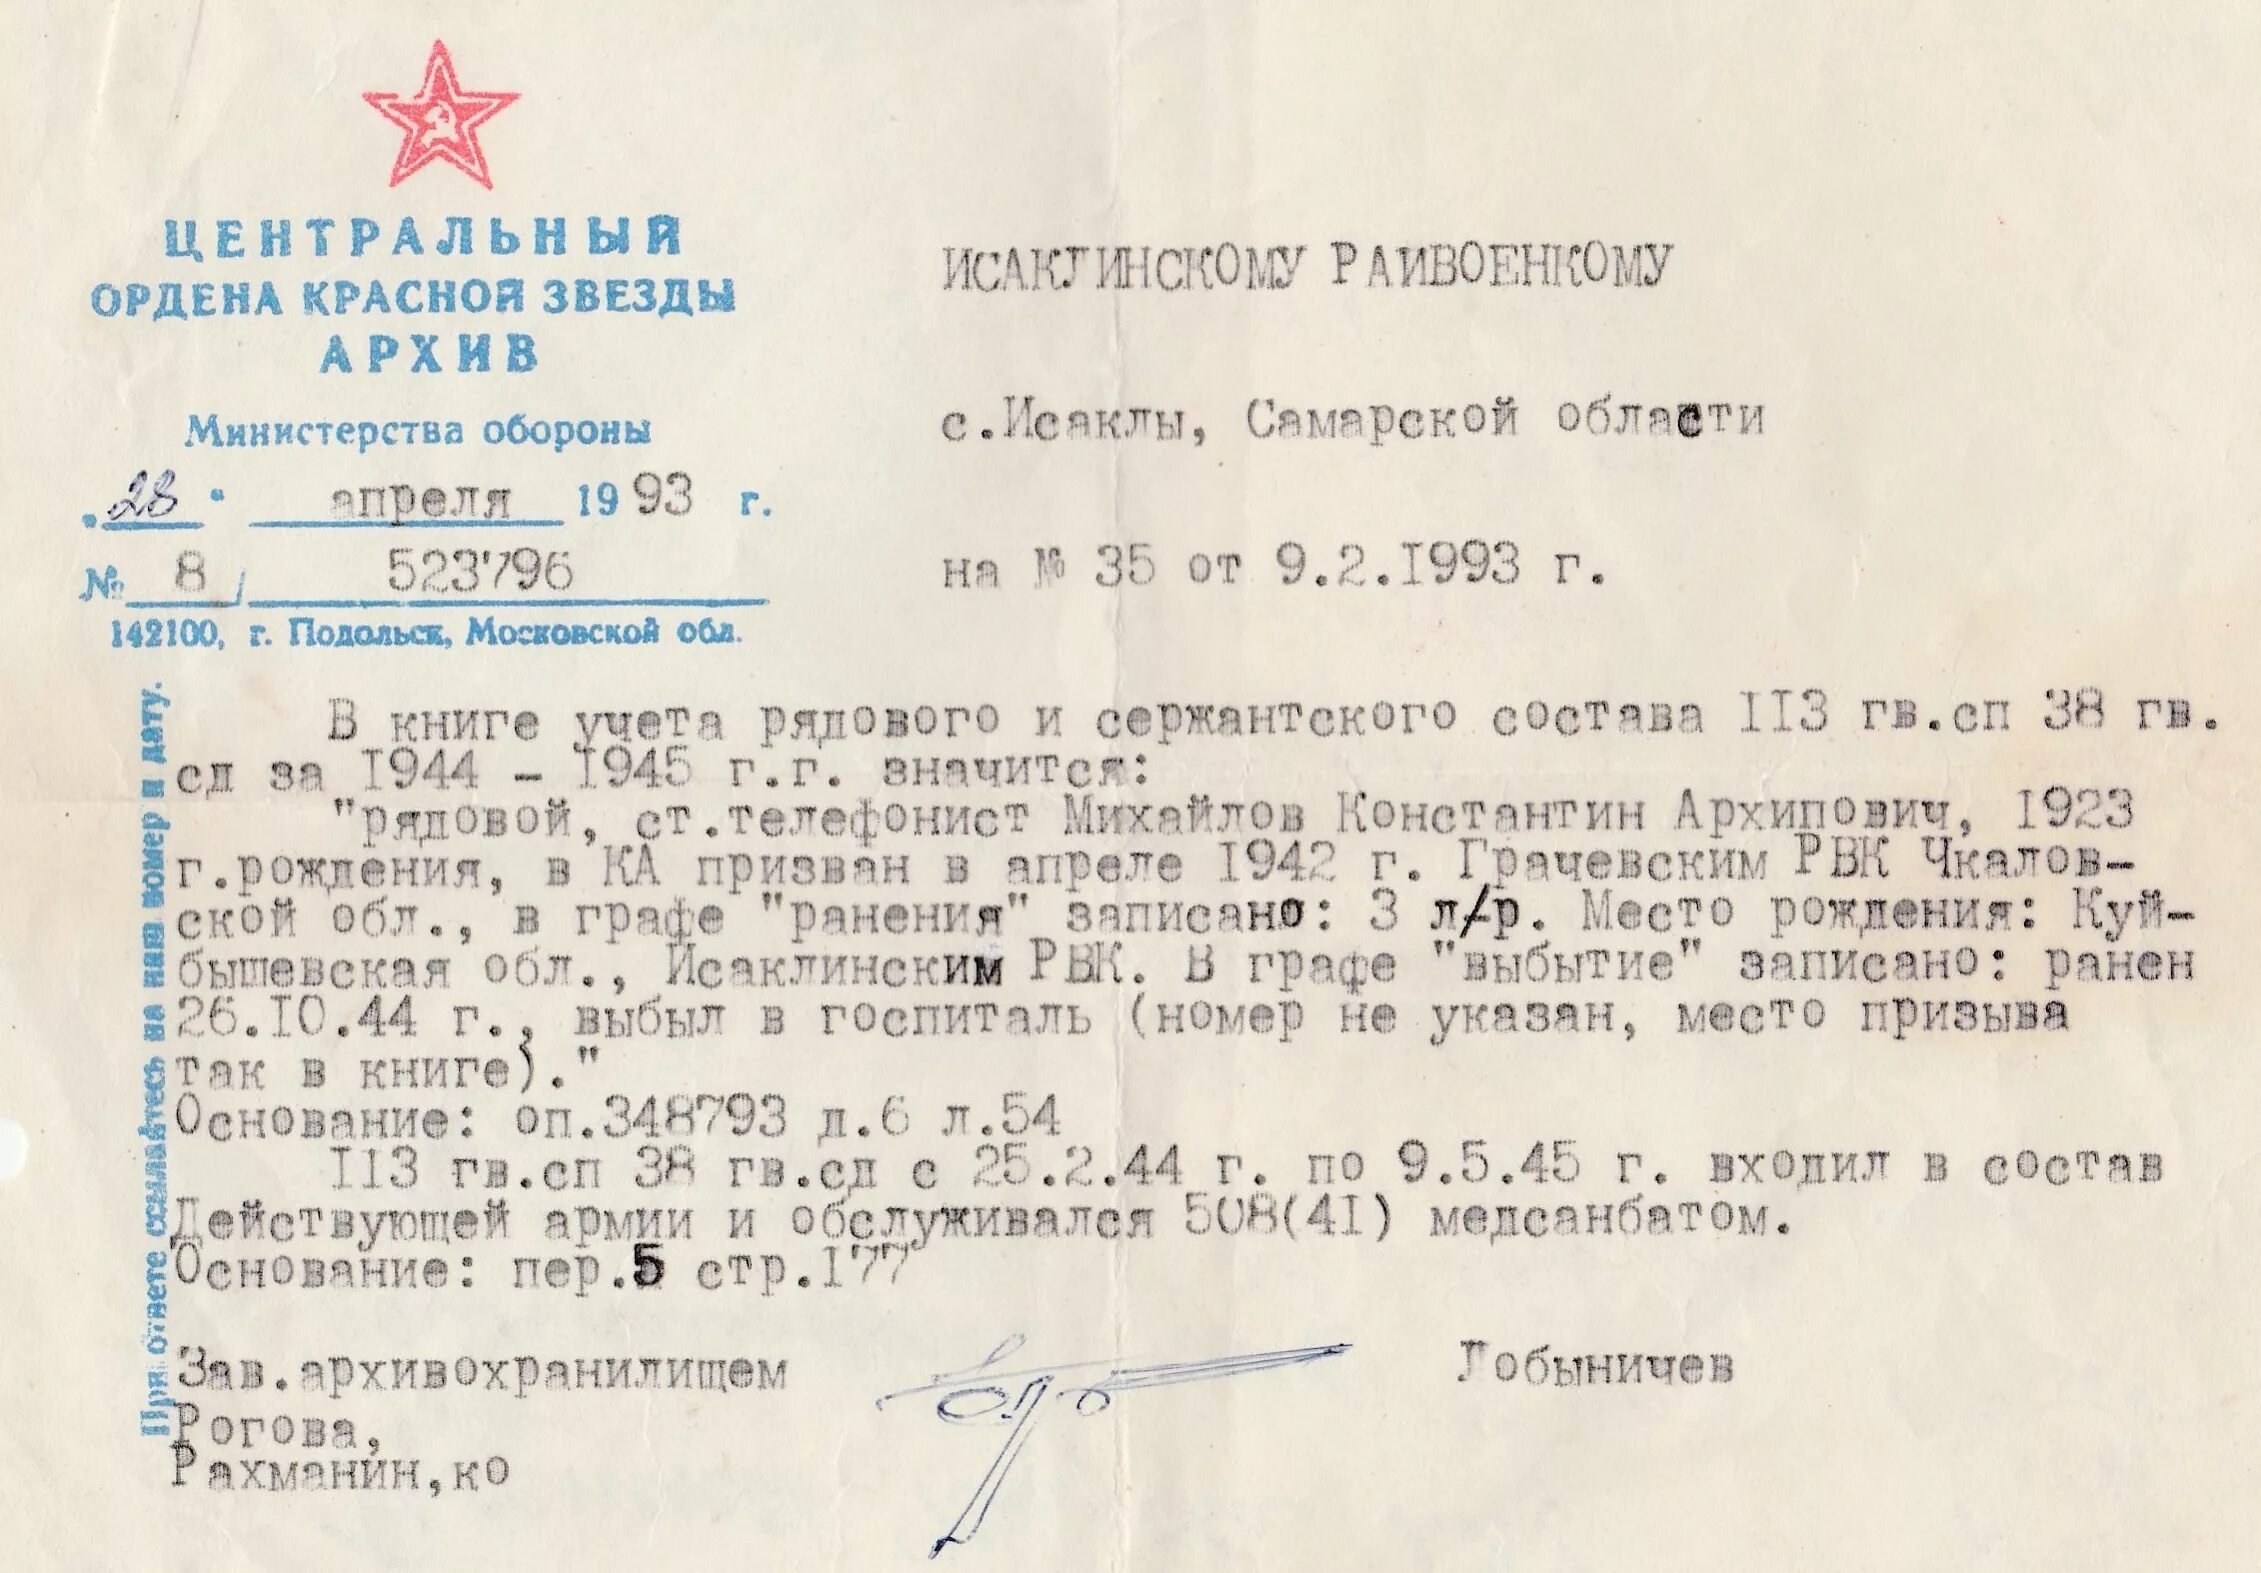 ЦЕНТРАЛЬНЫЙ
ОРДЕНА КРАСНОЙ ЗВЕЗДЫ
АРХИВ
Министерства обороны
„28" апреля 1993 г.
№ 8/ 523796
142100, г. Подольск, Московской обл.
ИСАКЛИНСКОМУ РАИВОЕНКОМУ
с.Исаклы, Самарской области
на № 35 от 9.2.1993 г.
При ответе ссылайтесь на наш номер и дату.
В книге учета рядового и сержантского состава 113 гв.сп 38 гв.
сд за 1944 - 1945 г.г. значится:
"рядовой, ст.телефонист Михайлов Константин Архипович, 1923
г.рождения, в КА призван в апреле 1942 г. Грачевским РВК Чкалов-
ской обл., в графе "ранения" записано: 3 л/р. Место рождения: Куй-
бышевская обл., Исаклинским РВК. В графе "выбытие" записано: ранен
26.10.44 г., выбыл в госпиталь (номер не указан, место призыва
так в книге)."
Основание: оп.348793 д.6 л.54
113 гв.сп 38 гв.сд с 25.2.44 г. по 9.5.45 г. входил в состав
Действующей армии и обслуживался 508(41) медсанбатом.
Основание: пер.5 стр.177
Зав.архивохранилищем Лобыничев
Рогова,
Рахманин,ко